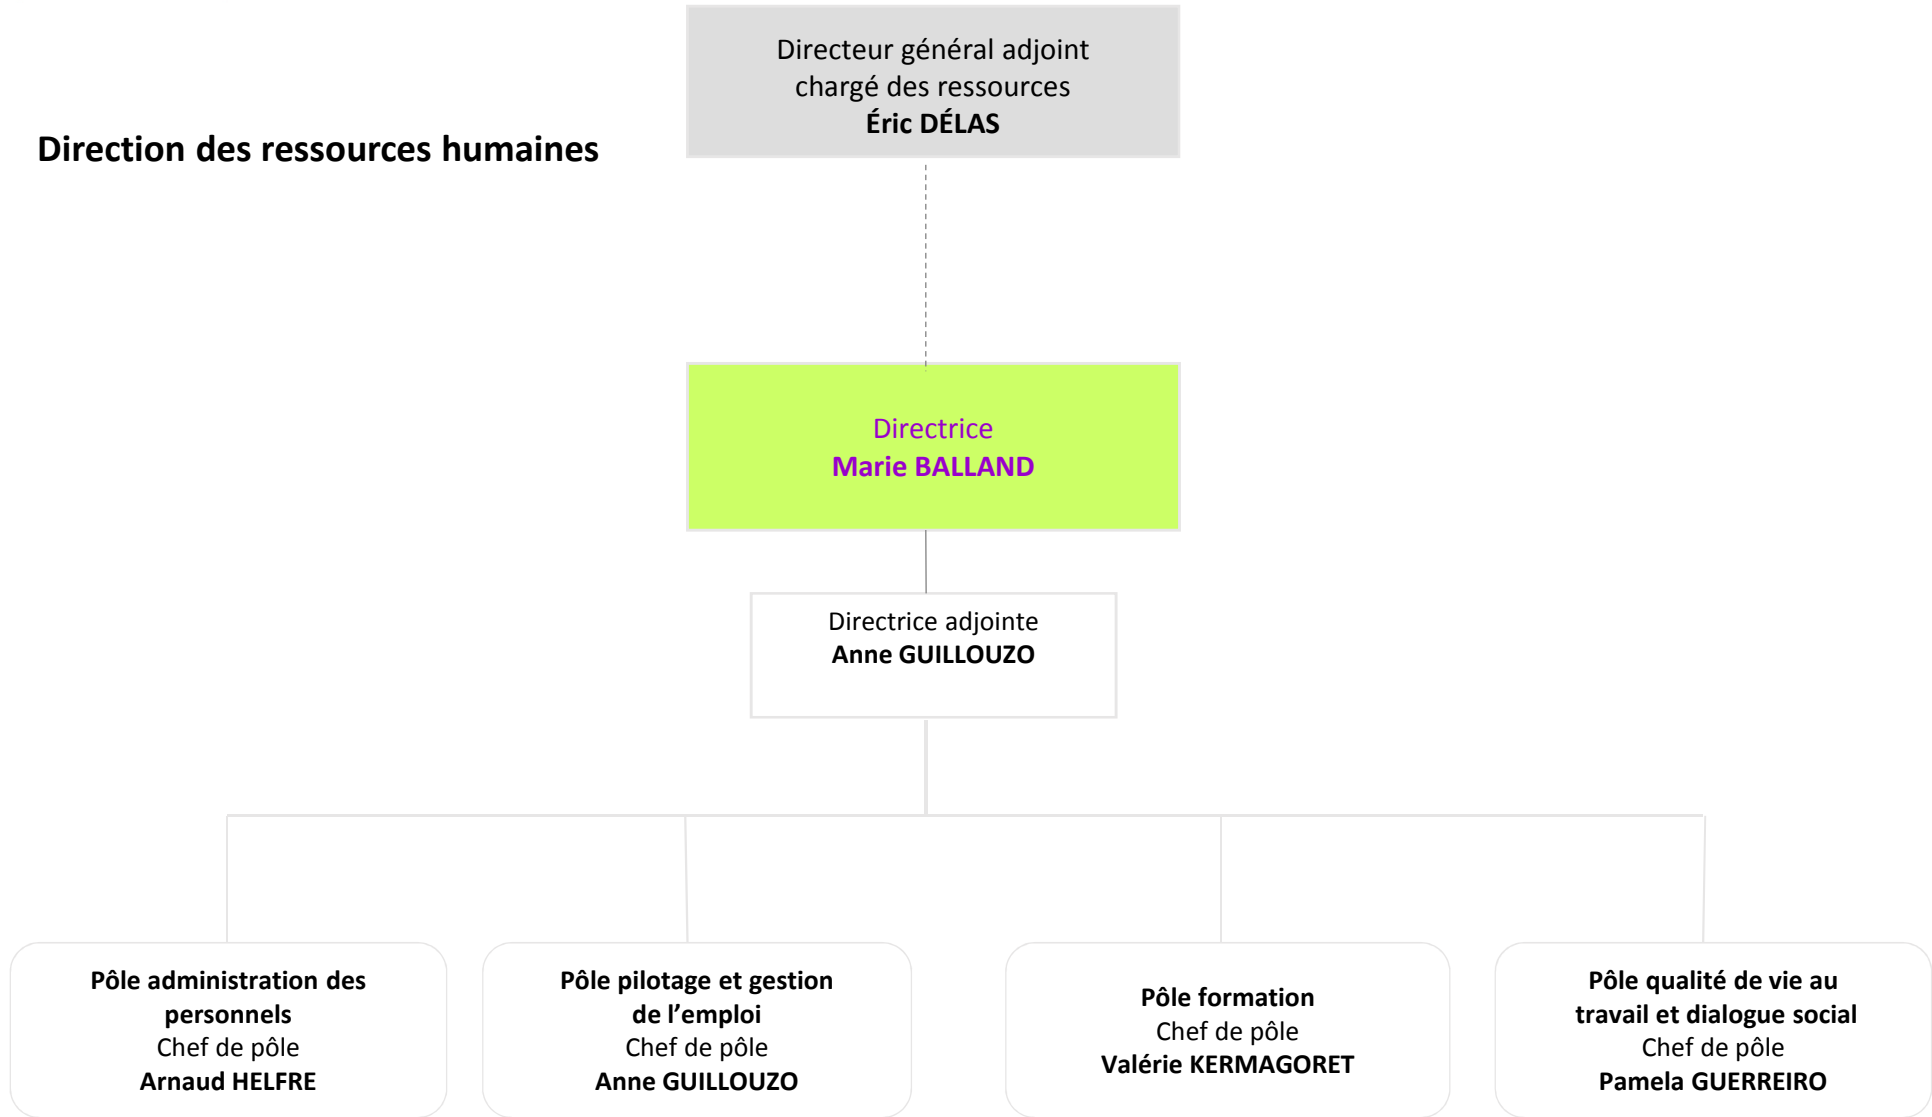 Directeur général adjoint
chargé des ressources
Éric DÉLAS
Direction des ressources humaines
Directrice
Marie BALLAND
Directrice adjointe
Anne GUILLOUZO
Pôle administration des
personnels
Chef de pôle
Arnaud HELFRE
Pôle pilotage et gestion
de l’emploi
Chef de pôle
Anne GUILLOUZO
Pôle formation
Chef de pôle
Valérie KERMAGORET
Pôle qualité de vie au
travail et dialogue social
Chef de pôle
Pamela GUERREIRO